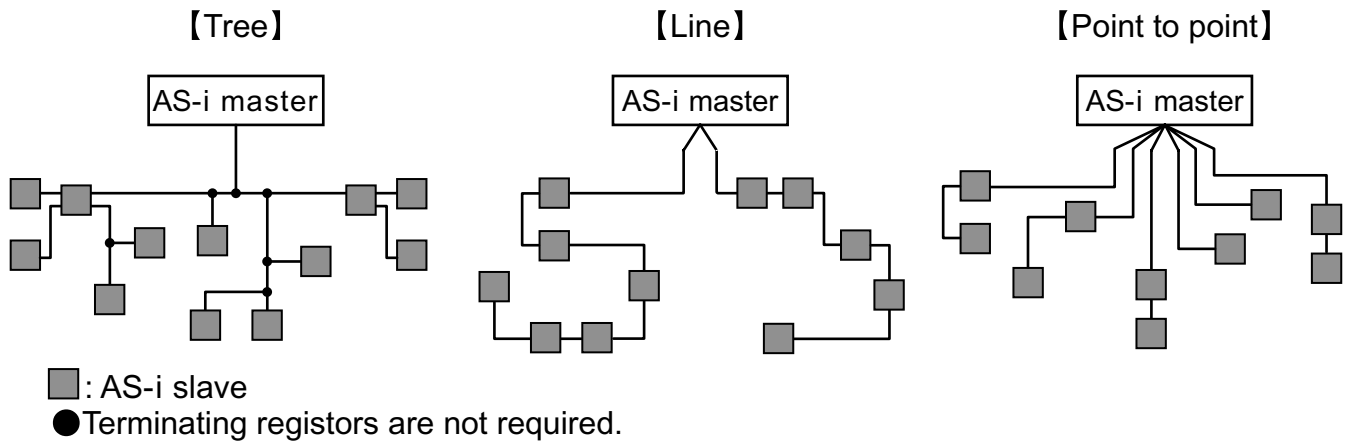 【Tree】
【Line】
【Point to point】
AS-i master
AS-i master
AS-i master
: AS-i slave
●Terminating registors are not required.